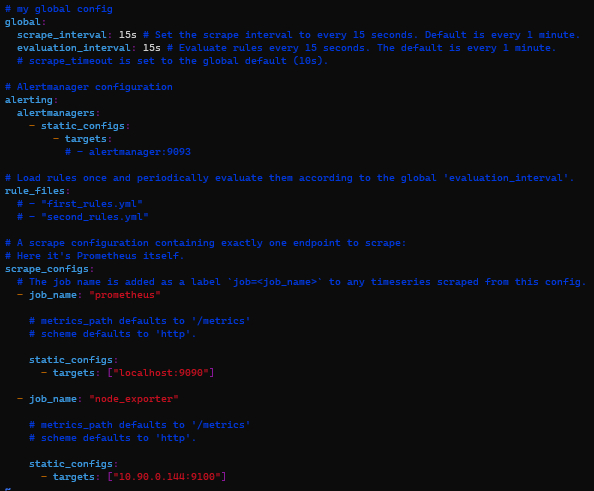 # my global config
global:
  scrape_interval: 15s # Set the scrape interval to every 15 seconds. Default is every 1 minute.
  evaluation_interval: 15s # Evaluate rules every 15 seconds. The default is every 1 minute.
  # scrape_timeout is set to the global default (10s).

# Alertmanager configuration
alerting:
  alertmanagers:
    - static_configs:
        - targets:
          # - alertmanager:9093

# Load rules once and periodically evaluate them according to the global 'evaluation_interval'.
rule_files:
  # - "first_rules.yml"
  # - "second_rules.yml"

# A scrape configuration containing exactly one endpoint to scrape:
# Here it's Prometheus itself.
scrape_configs:
  # The job name is added as a label `job=<job_name>` to any timeseries scraped from this config.
  - job_name: "prometheus"

    # metrics_path defaults to '/metrics'
    # scheme defaults to 'http'.

    static_configs:
      - targets: ["localhost:9090"]

  - job_name: "node_exporter"

    # metrics_path defaults to '/metrics'
    # scheme defaults to 'http'.

    static_configs:
      - targets: ["10.90.0.144:9100"]